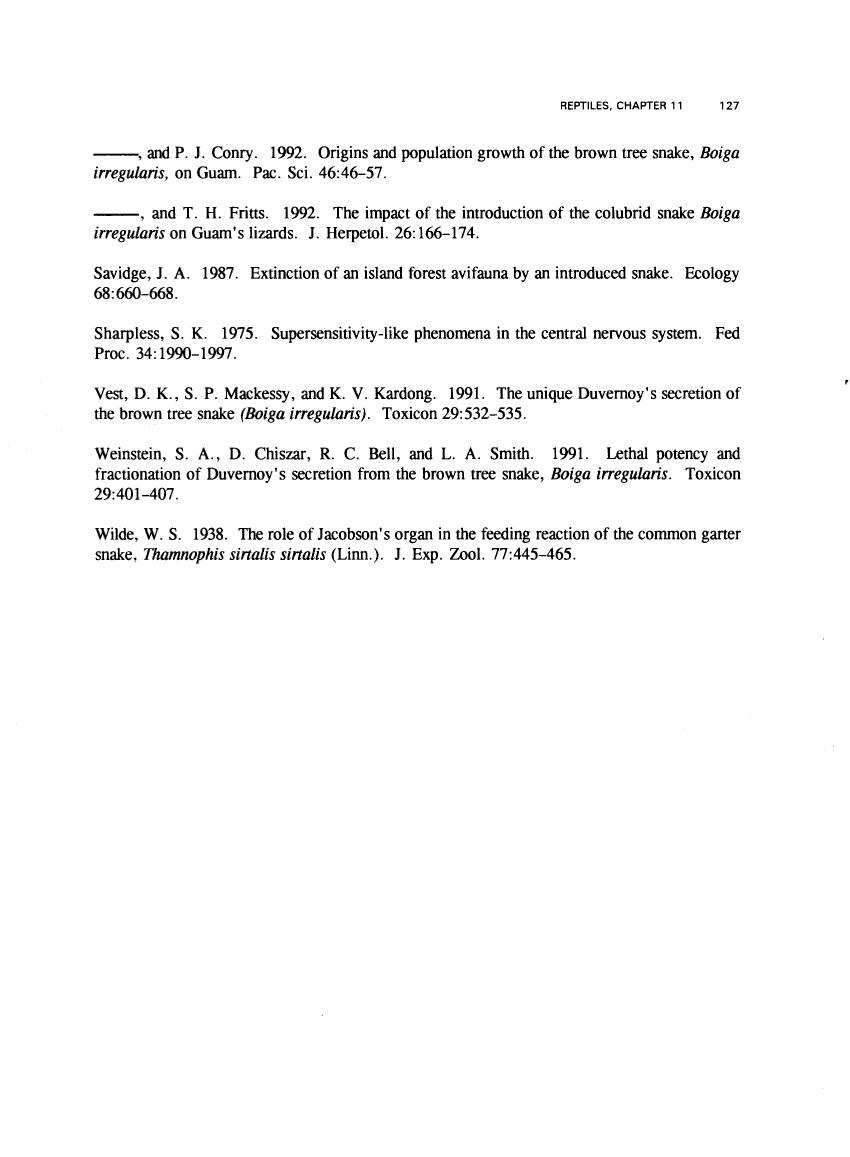 REPTILES, CHAPTER 11 127
———, and P. J. Conry. 1992. Origins and population growth of the brown tree snake, Boiga
irregularis, on Guam. Pac. Sci. 46:46–57.
———, and T. H. Fritts. 1992. The impact of the introduction of the colubrid snake Boiga
irregularis on Guam's lizards. J. Herpetol. 26:166–174.
Savidge, J. A. 1987. Extinction of an island forest avifauna by an introduced snake. Ecology
68:660–668.
Sharpless, S. K. 1975. Supersensitivity-like phenomena in the central nervous system. Fed
Proc. 34:1990–1997.
Vest, D. K., S. P. Mackessy, and K. V. Kardong. 1991. The unique Duvernoy's secretion of
the brown tree snake (Boiga irregularis). Toxicon 29:532–535.
Weinstein, S. A., D. Chiszar, R. C. Bell, and L. A. Smith. 1991. Lethal potency and
fractionation of Duvernoy's secretion from the brown tree snake, Boiga irregularis. Toxicon
29:401–407.
Wilde, W. S. 1938. The role of Jacobson's organ in the feeding reaction of the common garter
snake, Thamnophis sirtalis sirtalis (Linn.). J. Exp. Zool. 77:445–465.